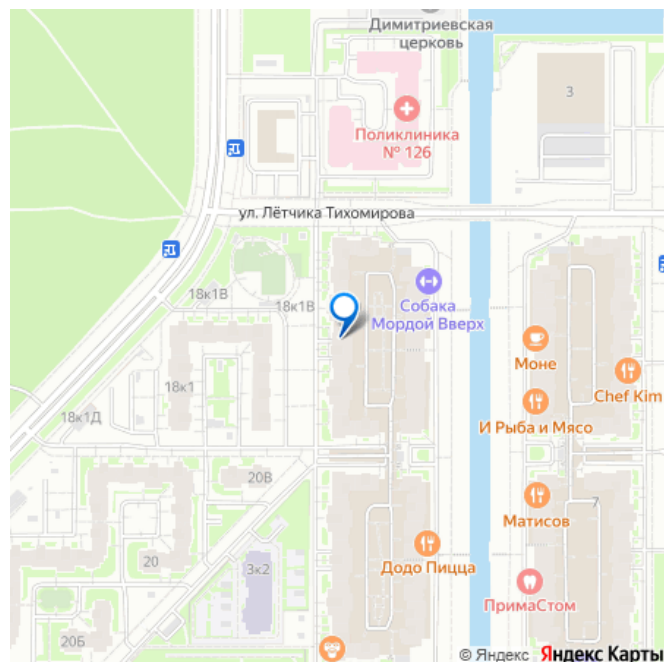 Димитриевская
церковь
3
Поликлиника
№ 126
ул. Лётчика Тихомирова
7
18к1В
18к1В
Собака
Мордой Вверх
Моне
18к1
Chef Kim
18к1Д
И Рыба и Мясо
20В
Матисов
7
20
Додо Пицца
3к2
ПримаСтом
20Б
© Яндекс Яндекс Карты